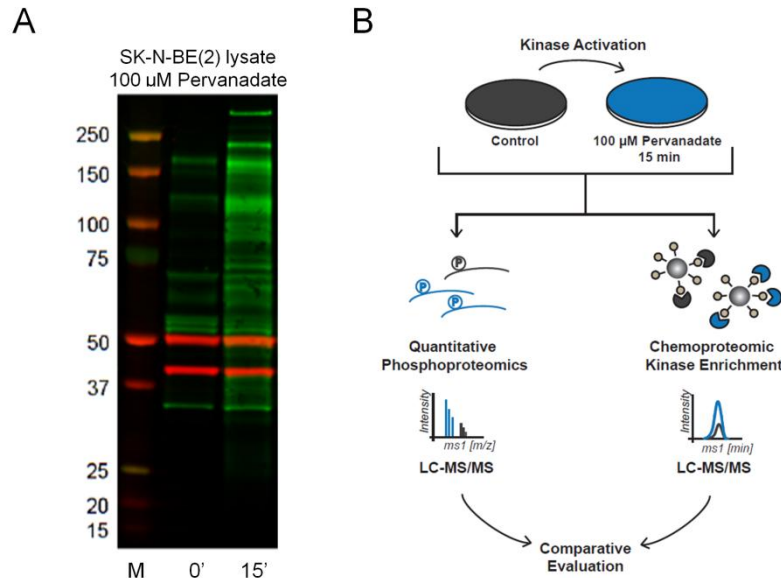 A
SK-N-BE(2) lysate
100 uM Pervanadate
250
150
100
75
50
37
25
20
15
M 0' 15'
B
Kinase Activation
Control
100 µM Pervanadate
15 min
P
P
P
Quantitative
Phosphoproteomics
Chemoproteomic
Kinase Enrichment
Intensity
ms1 [m/z]
LC-MS/MS
Intensity
ms1 [min]
LC-MS/MS
Comparative
Evaluation